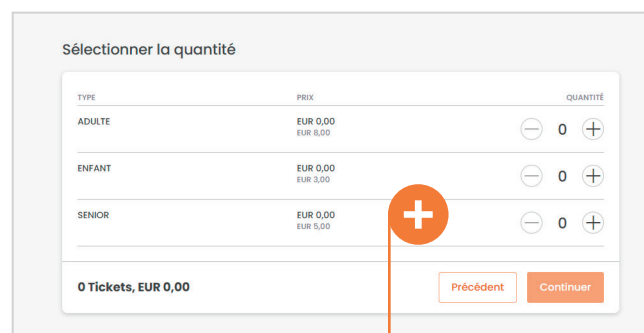 Sélectionner la quantité
TYPE PRIX QUANTITÉ
ADULTE EUR 0,00 0
EUR 8,00
ENFANT EUR 0,00 0
EUR 3,00
SENIOR EUR 0,00 0
EUR 5,00
0 Tickets, EUR 0,00 Précédent Continuer